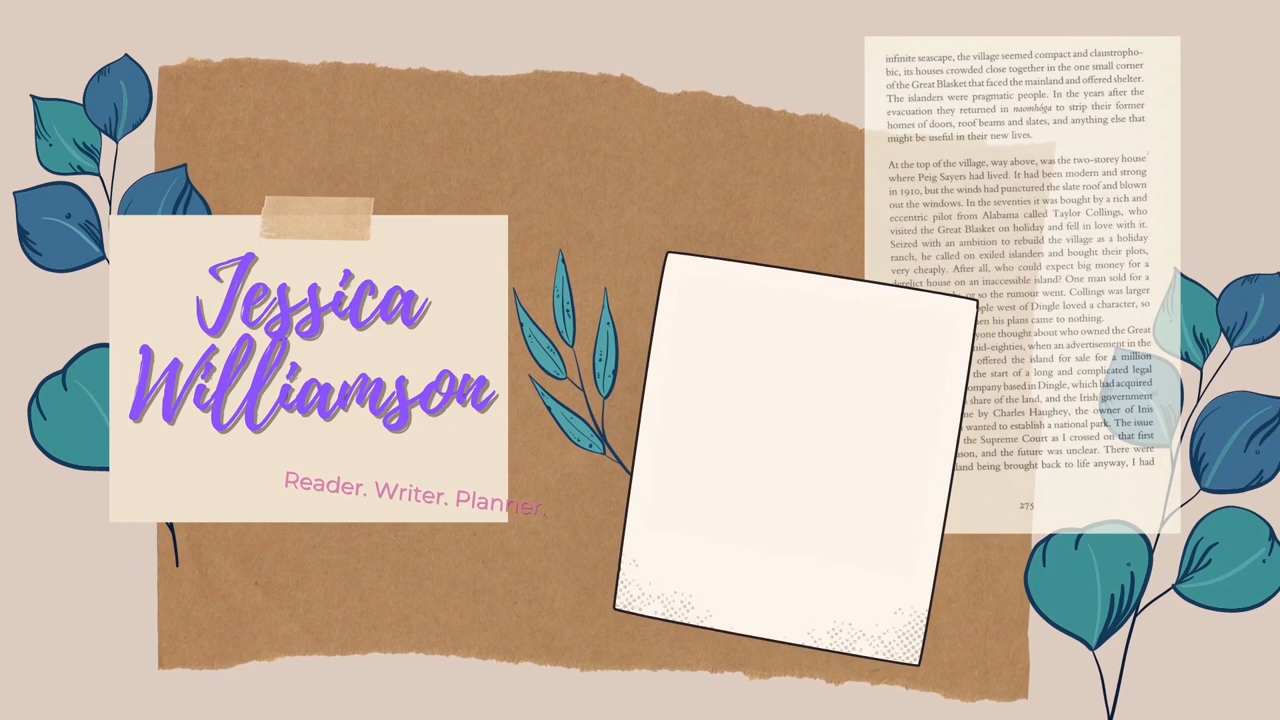 Jessica
Williamson
Reader. Writer. Planner.
infinite seascape, the village seemed compact and claustropho-
bic, its houses crowded close together in the one small corner
of the Great Blasket that faced the mainland and offered shelter.
The islanders were pragmatic people. In the years after the
evacuation they returned in naomhóga to strip their former
homes of doors, roof beams and slates, and anything else that
might be useful in their new lives.
At the top of the village, way above, was the two-storey house
where Peig Sayers had lived. It had been modern and strong
in 1910, but the winds had punctured the slate roof and blown
out the windows. In the seventies it was bought by a rich and
eccentric pilot from Alabama called Taylor Collings, who
visited the Great Blasket on holiday and fell in love with it.
Seized with an ambition to rebuild the village as a holiday
ranch, he called on exiled islanders and bought their plots,
very cheaply. After all, who could expect big money for a
derelict house on an inaccessible island? One man sold for a
or so the rumour went. Collings was larger
ple west of Dingle loved a character, so
en his plans came to nothing.
yone thought about who owned the Great
mid-eighties, when an advertisement in the
offered the island for sale for a million
the start of a long and complicated legal
ompany based in Dingle, which had acquired
share of the land, and the Irish government
me by Charles Haughey, the owner of Inis
wanted to establish a national park. The issue
the Supreme Court as I crossed on that first
ason, and the future was unclear. There were
land being brought back to life anyway, I had
275